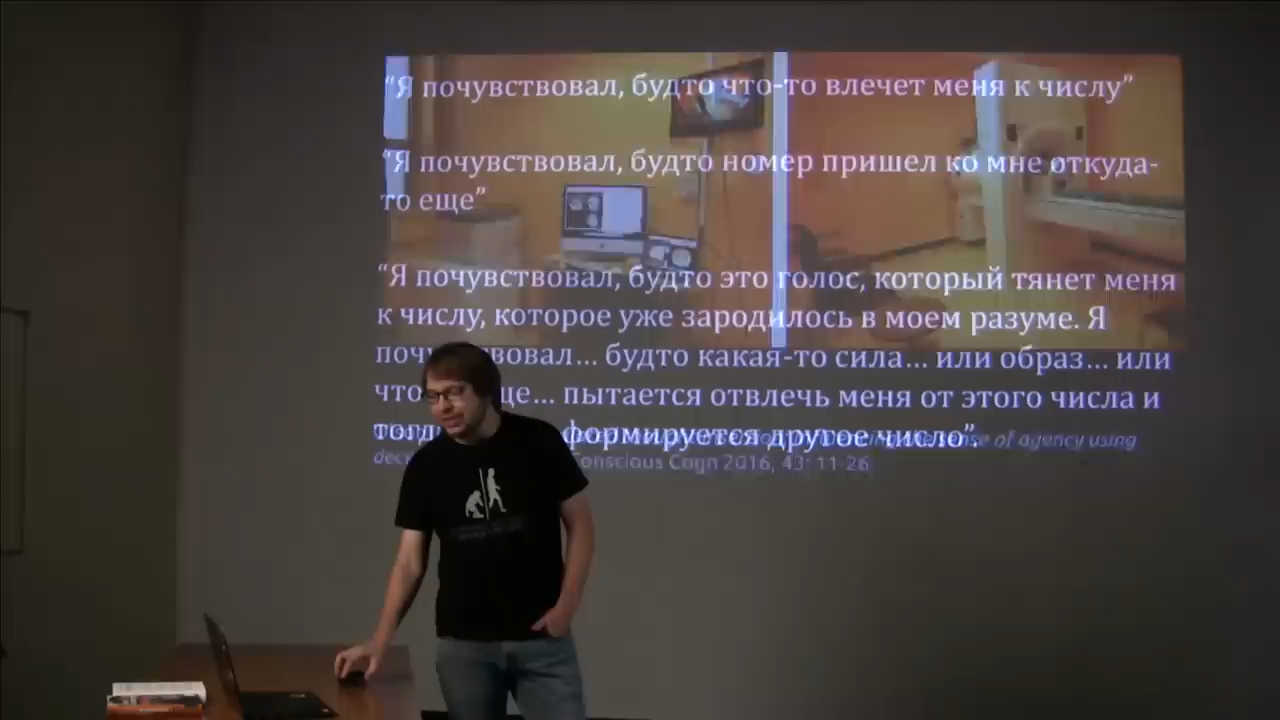 “Я почувствовал, будто что-то влечет меня к числу”
“Я почувствовал, будто номер пришел ко мне откуда-
то еще”
“Я почувствовал, будто это голос, который тянет меня
к числу, которое уже зародилось в моем разуме. Я
будто какая-то сила... или образ... или
пытается отвлечь меня от этого числа и
формируется другое число”.
the sense of agency using
Conscious Cogn 2016, 43: 11-26